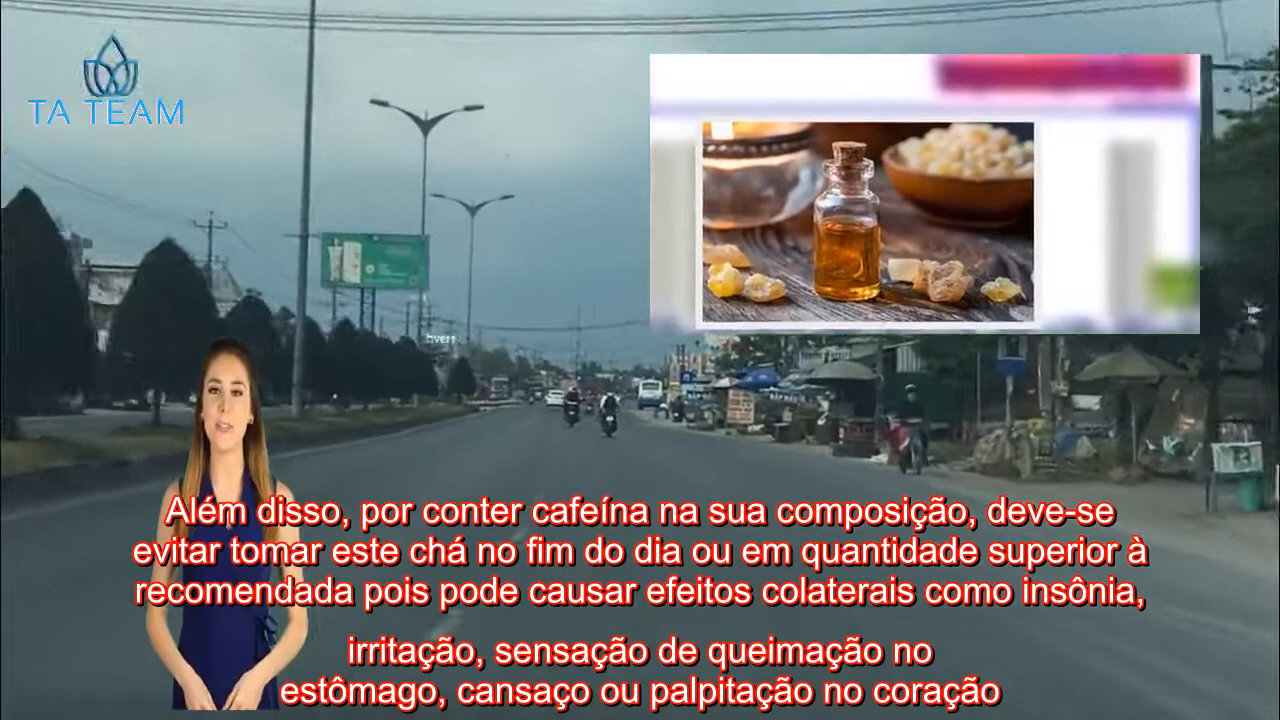 TA TEAM
Além disso, por conter cafeína na sua composição, deve-se
evitar tomar este chá no fim do dia ou em quantidade superior à
recomendada pois pode causar efeitos colaterais como insônia,
irritação, sensação de queimação no
estômago, cansaço ou palpitação no coração